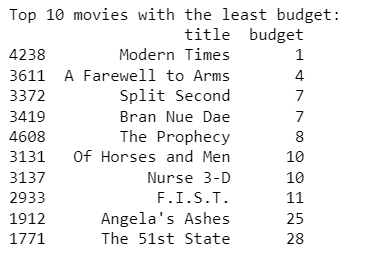 Top 10 movies with the least budget:
title budget
4238 Modern Times 1
3611 A Farewell to Arms 4
3372 Split Second 7
3419 Bran Nue Dae 7
4608 The Prophecy 8
3131 Of Horses and Men 10
3137 Nurse 3-D 10
2933 F.I.S.T. 11
1912 Angela's Ashes 25
1771 The 51st State 28